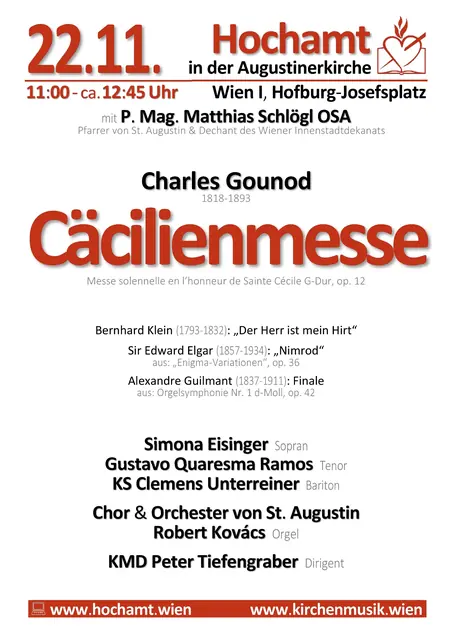 22.11.
Hochamt
in der Augustinerkirche
11:00 - ca. 12:45 Uhr
Wien I, Hofburg-Josefsplatz
mit P. Mag. Matthias Schlögl OSA
Pfarrer von St. Augustin & Dechant des Wiener Innenstadtdekanats
Charles Gounod
1818-1893
Cäcilienmesse
Messe solennelle en l'honneur de Sainte Cécile G-Dur, op. 12
Bernhard Klein (1793-1832): „Der Herr ist mein Hirt“
Sir Edward Elgar (1857-1934): „Nimrod“
aus: „Enigma-Variationen“, op. 36
Alexandre Guilmant (1837-1911): Finale
aus: Orgelsymphonie Nr. 1 d-Moll, op. 42
Simona Eisinger Sopran
Gustavo Quaresma Ramos Tenor
KS Clemens Unterreiner Bariton
Chor & Orchester von St. Augustin
Robert Kovács Orgel
KMD Peter Tiefengraber Dirigent
www.hochamt.wien
www.kirchenmusik.wien